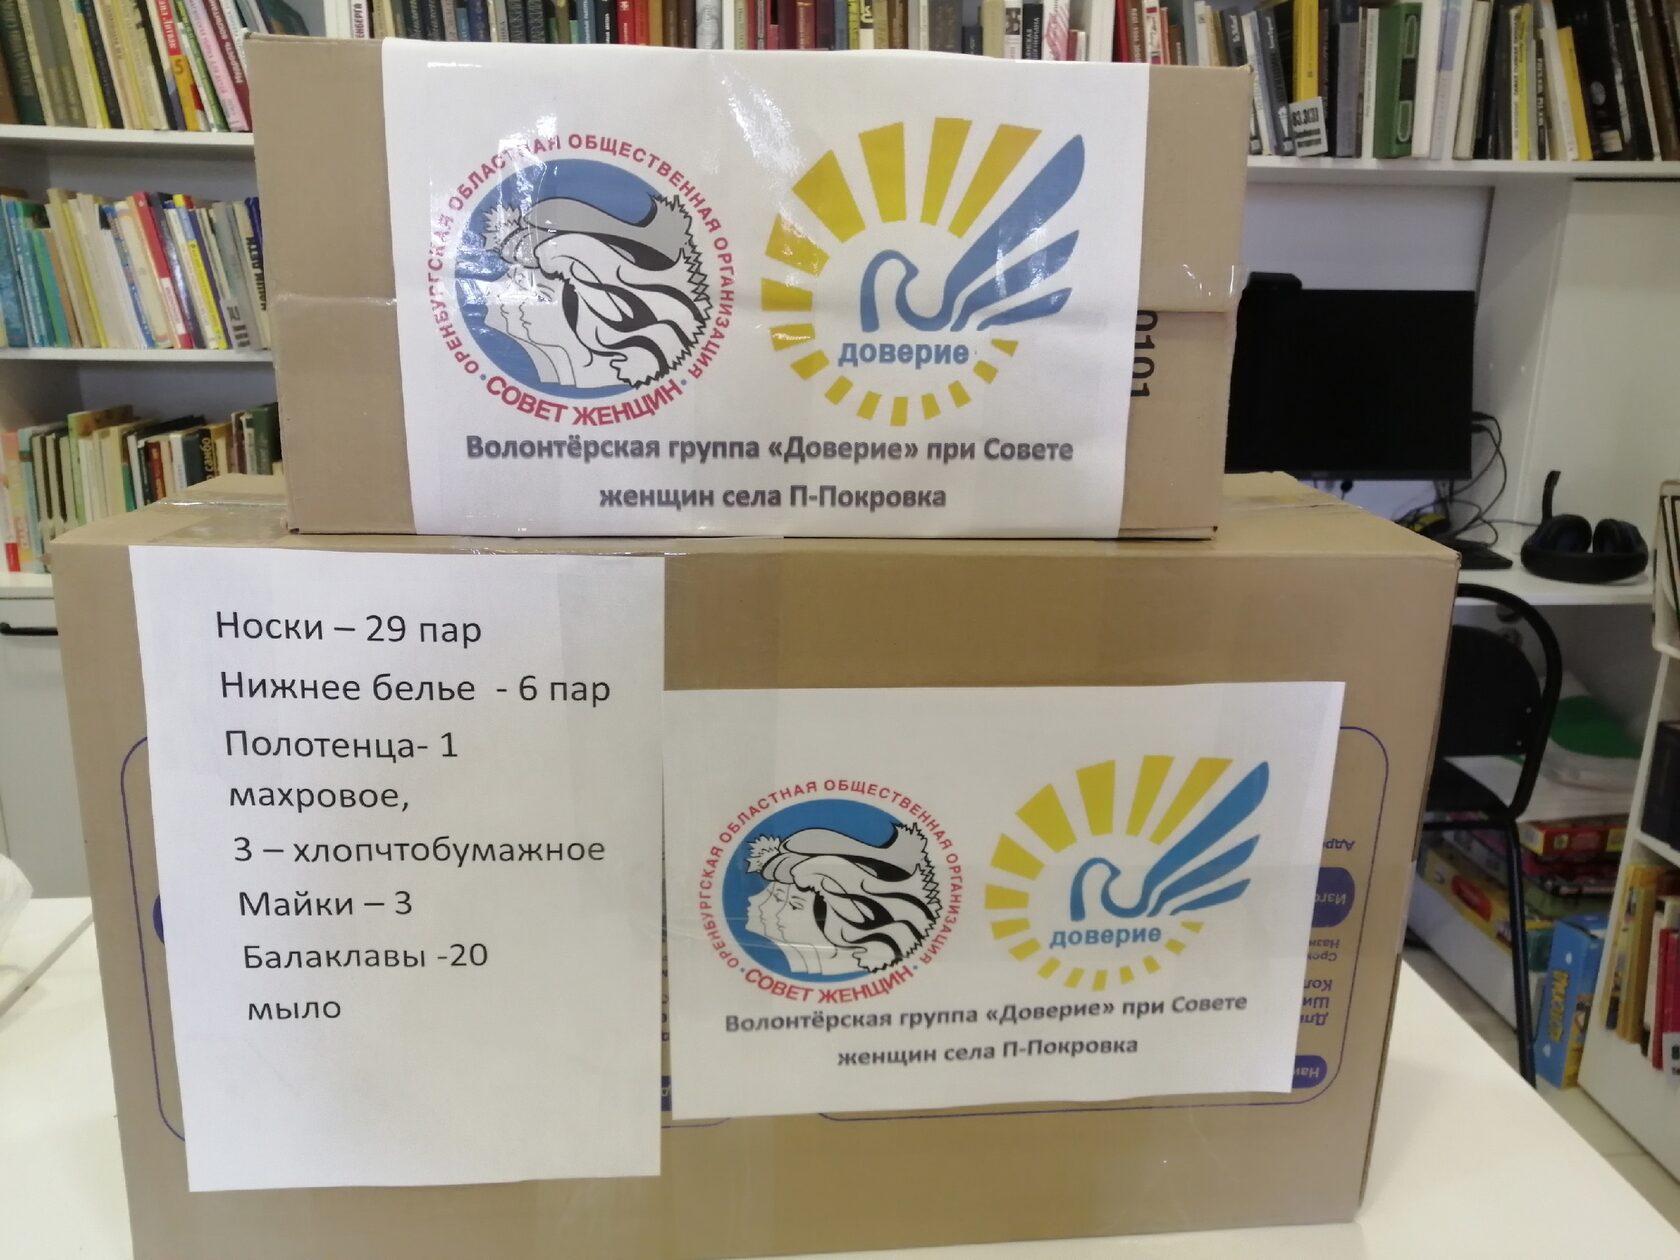 ОРЕНБУРГСКАЯ ОБЛАСТНАЯ ОБЩЕСТВЕННАЯ ОРГАНИЗАЦИЯ
• СОВЕТ ЖЕНЩИН •
доверие
Волонтёрская группа «Доверие» при Совете
женщин села П-Покровка
0101
Носки – 29 пар
Нижнее белье - 6 пар
Полотенца- 1
махровое,
3 – хлопчтобумажное
Майки – 3
Балаклавы -20
мыло
ОРЕНБУРГСКАЯ ОБЛАСТНАЯ ОБЩЕСТВЕННАЯ ОРГАНИЗАЦИЯ
• СОВЕТ ЖЕНЩИН •
доверие
Волонтёрская группа «Доверие» при Совете
женщин села П-Покровка